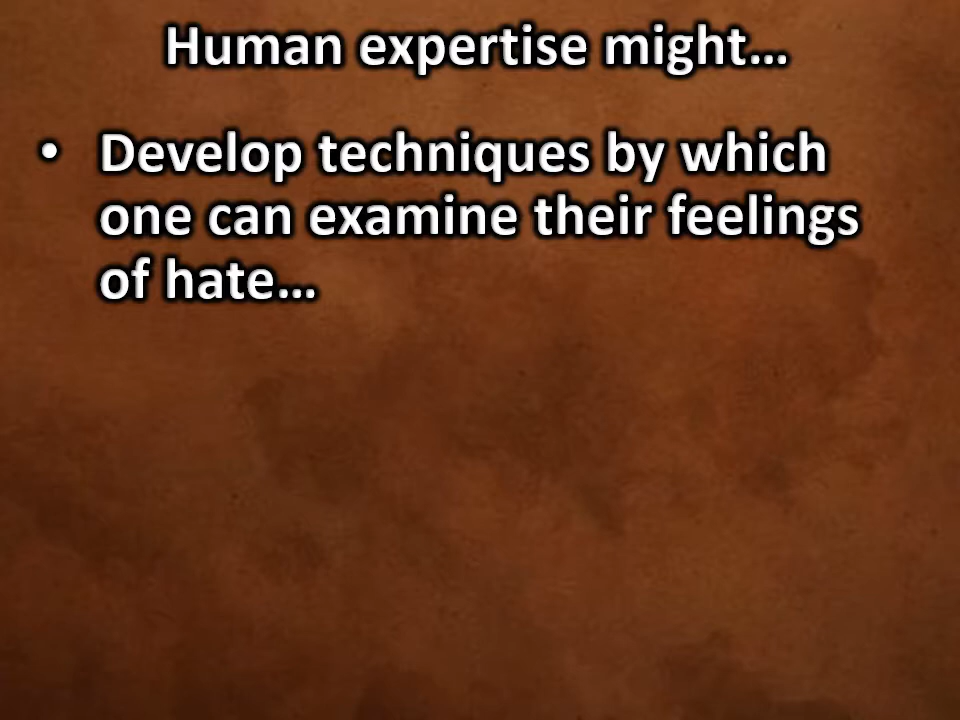 Human expertise might…
• Develop techniques by which
one can examine their feelings
of hate…